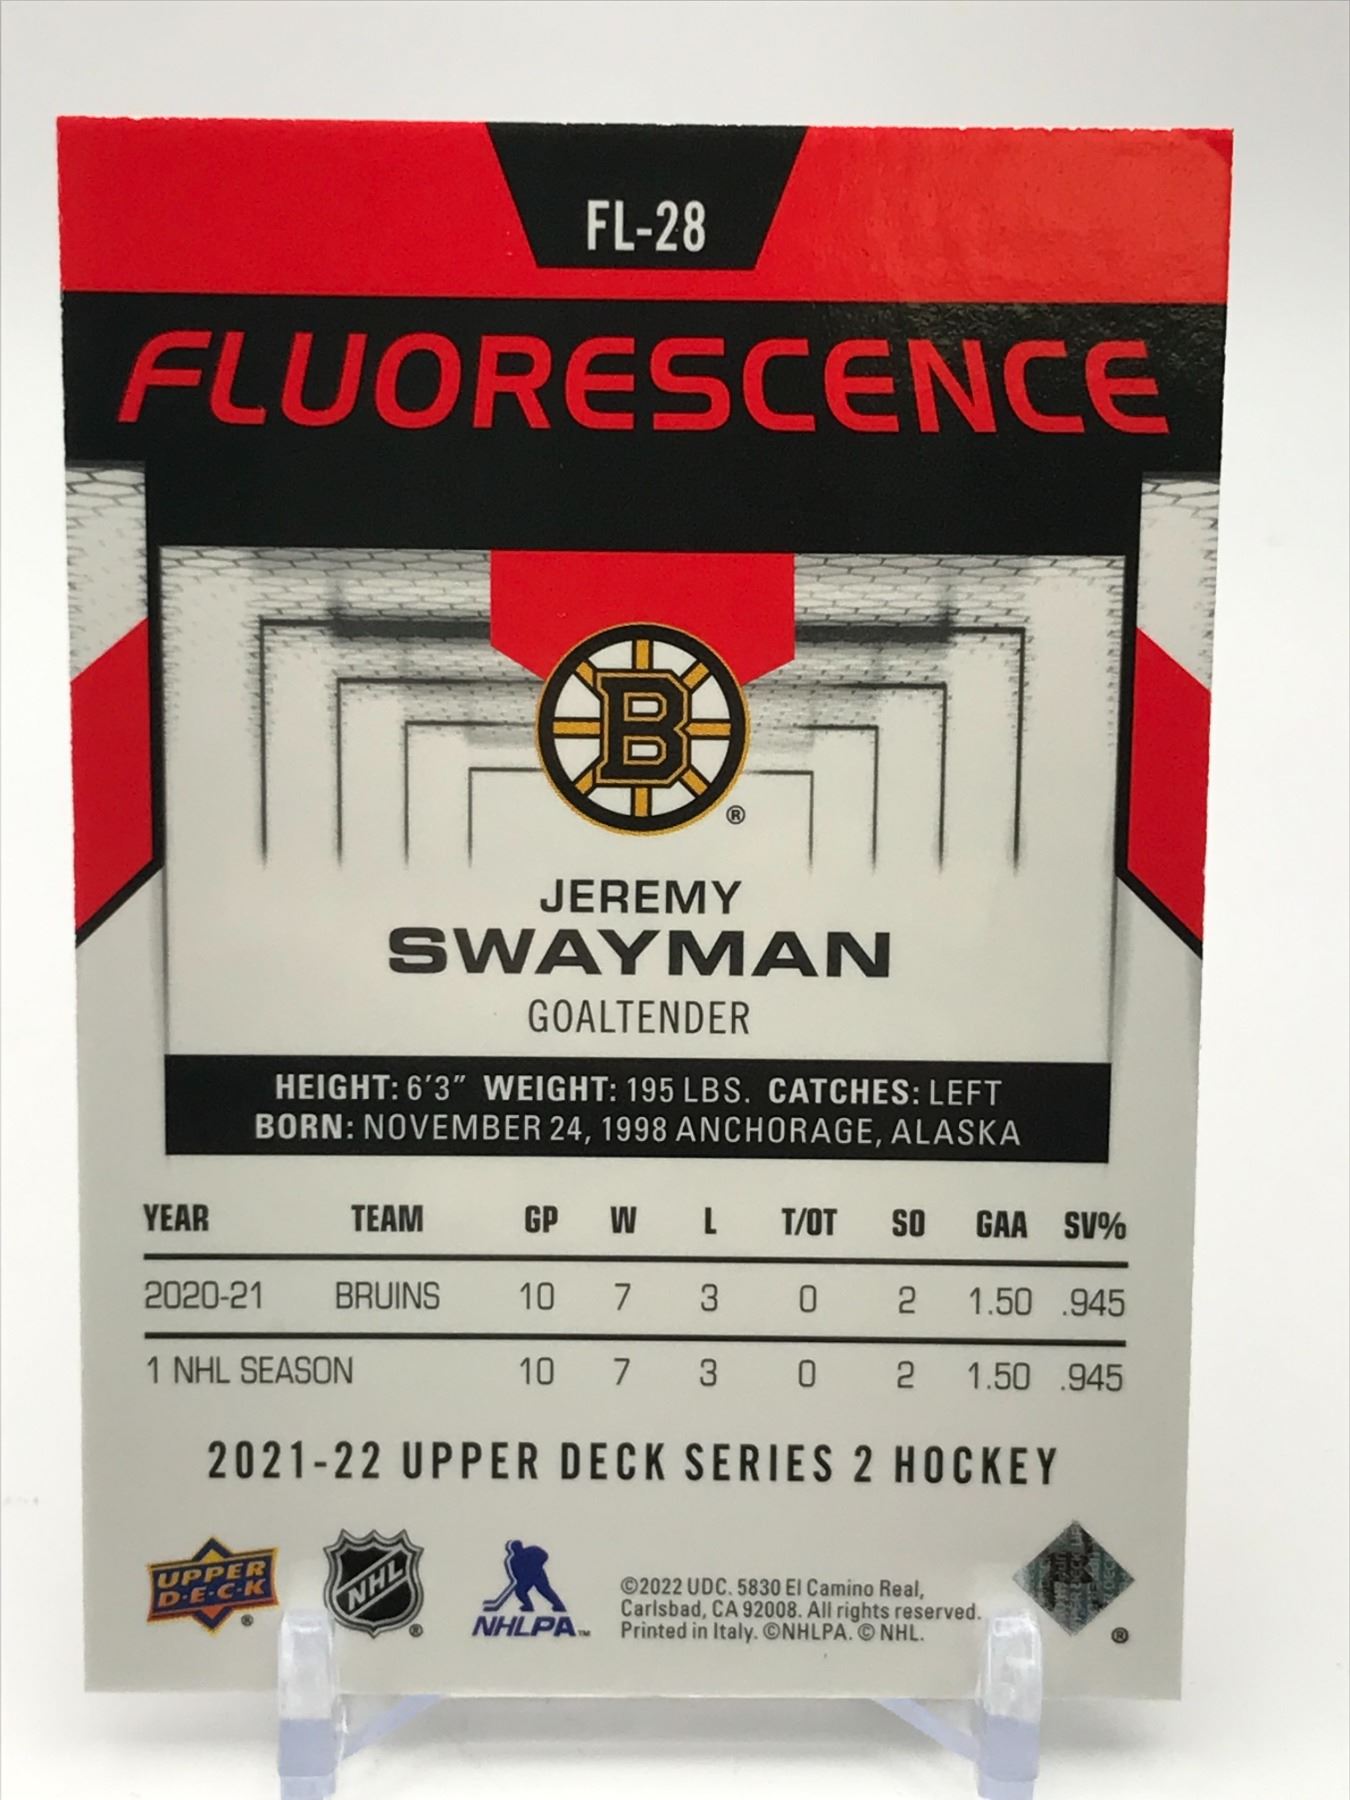 FL-28
FLUORESCENCE
B
®
JEREMY
SWAYMAN
GOALTENDER
HEIGHT: 6'3" WEIGHT: 195 LBS. CATCHES: LEFT
BORN: NOVEMBER 24, 1998 ANCHORAGE, ALASKA
YEAR TEAM GP W L T/OT SO GAA SV%
2020-21 BRUINS 10 7 3 0 2 1.50 .945
1 NHL SEASON 10 7 3 0 2 1.50 .945
2021-22 UPPER DECK SERIES 2 HOCKEY
UPPER
D·E·C·K
®
NHL
®
NHLPA™
©2022 UDC. 5830 El Camino Real,
Carlsbad, CA 92008. All rights reserved.
Printed in Italy. ©NHLPA. © NHL.
®